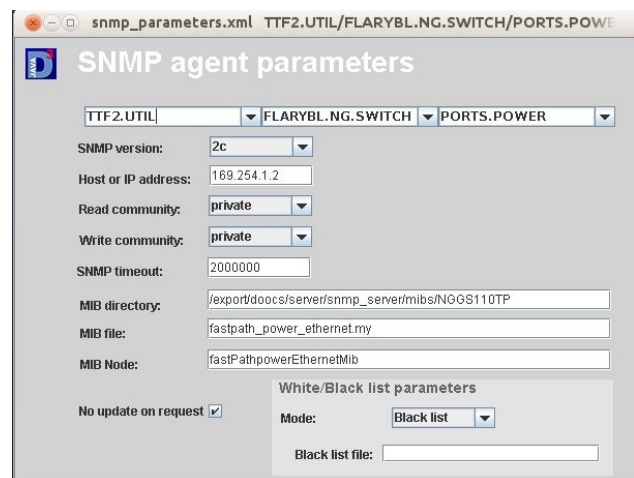 snmp_parameters.xml TTF2.UTIL/FLARYBL.NG.SWITCH/PORTS.POWE
JAVA
SNMP agent parameters
TTF2.UTIL FLARYBL.NG.SWITCH PORTS.POWER
SNMP version: 2c
Host or IP address: 169.254.1.2
Read community: private
Write community: private
SNMP timeout: 2000000
MIB directory: /export/doocs/server/snmp_server/mibs/NGGS110TP
MIB file: fastpath_power_ethernet.my
MIB Node: fastPathpowerEthernetMib
White/Black list parameters
No update on request
Mode: Black list
Black list file: